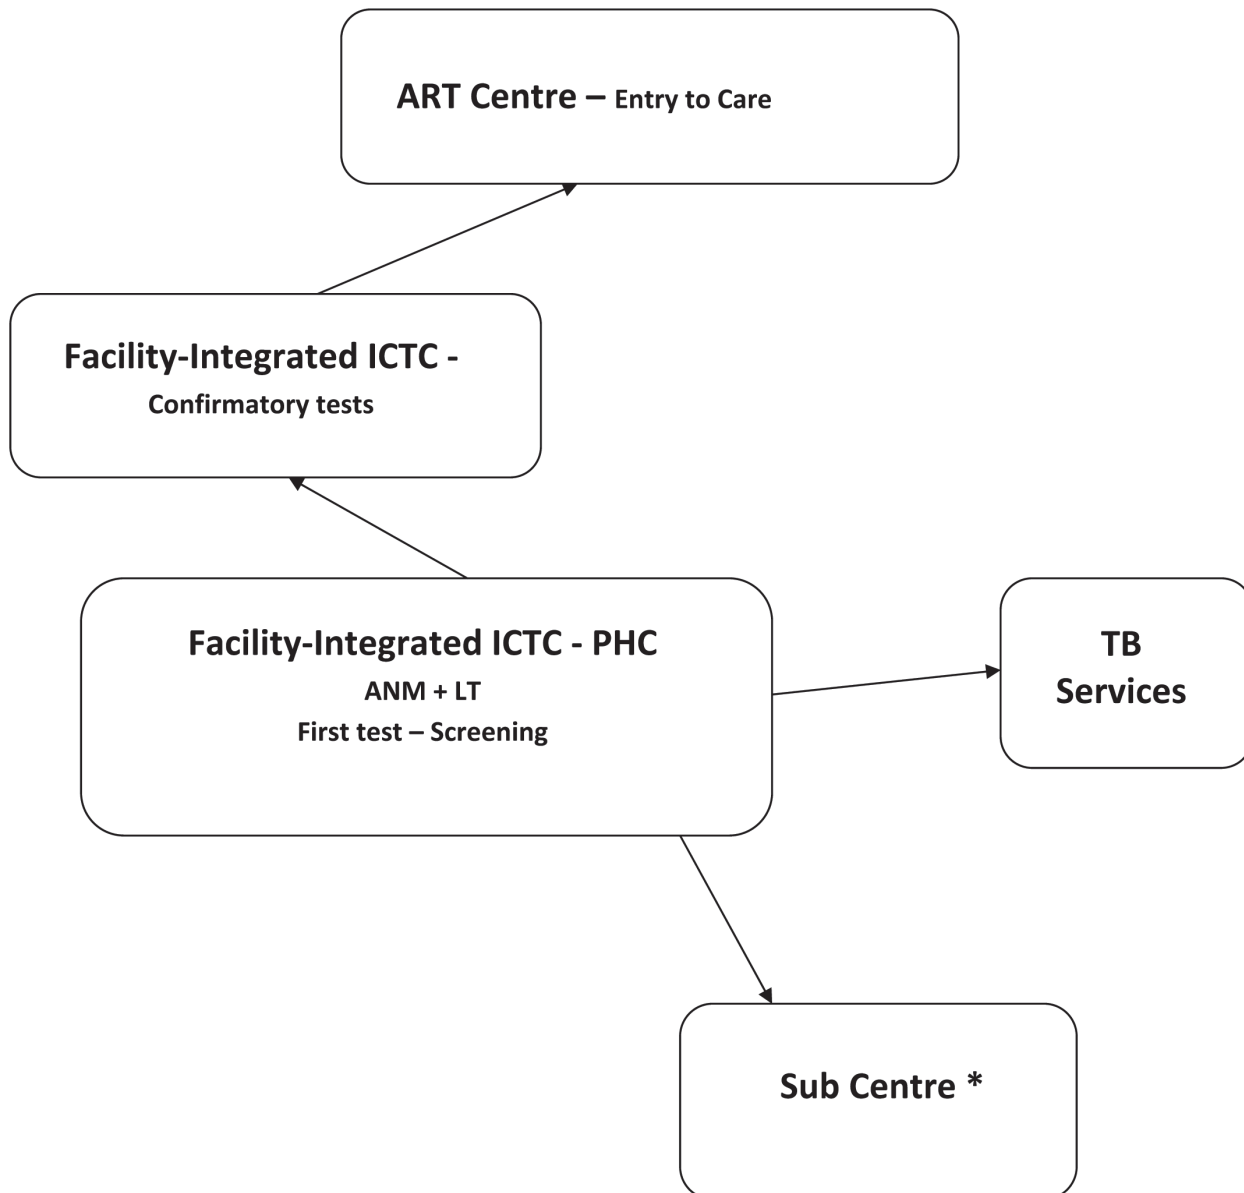 ART Centre – Entry to Care
Facility-Integrated ICTC -
Confirmatory tests
Facility-Integrated ICTC - PHC
ANM + LT
First test – Screening
TB
Services
Sub Centre *